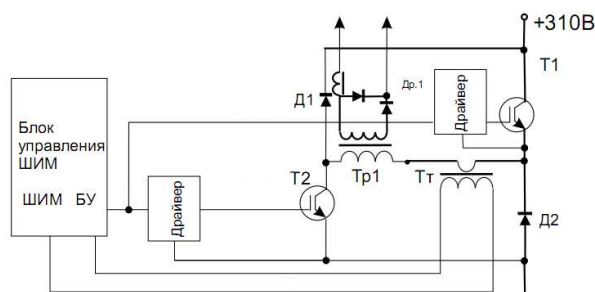 +310В
Т1
Др.1
Драйвер
Д1
Блок
управления
ШИМ
ШИМ БУ
Драйвер
Т2
Тр1
Тт
Д2